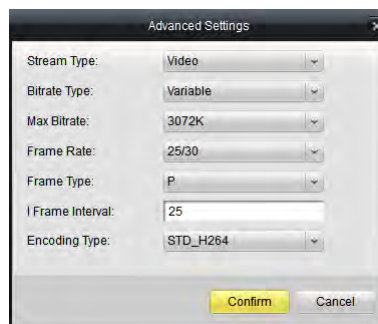 Advanced Settings
Stream Type: Video
Bitrate Type: Variable
Max Bitrate: 3072K
Frame Rate: 25/30
Frame Type: P
I Frame Interval: 25
Encoding Type: STD_H264
Confirm Cancel